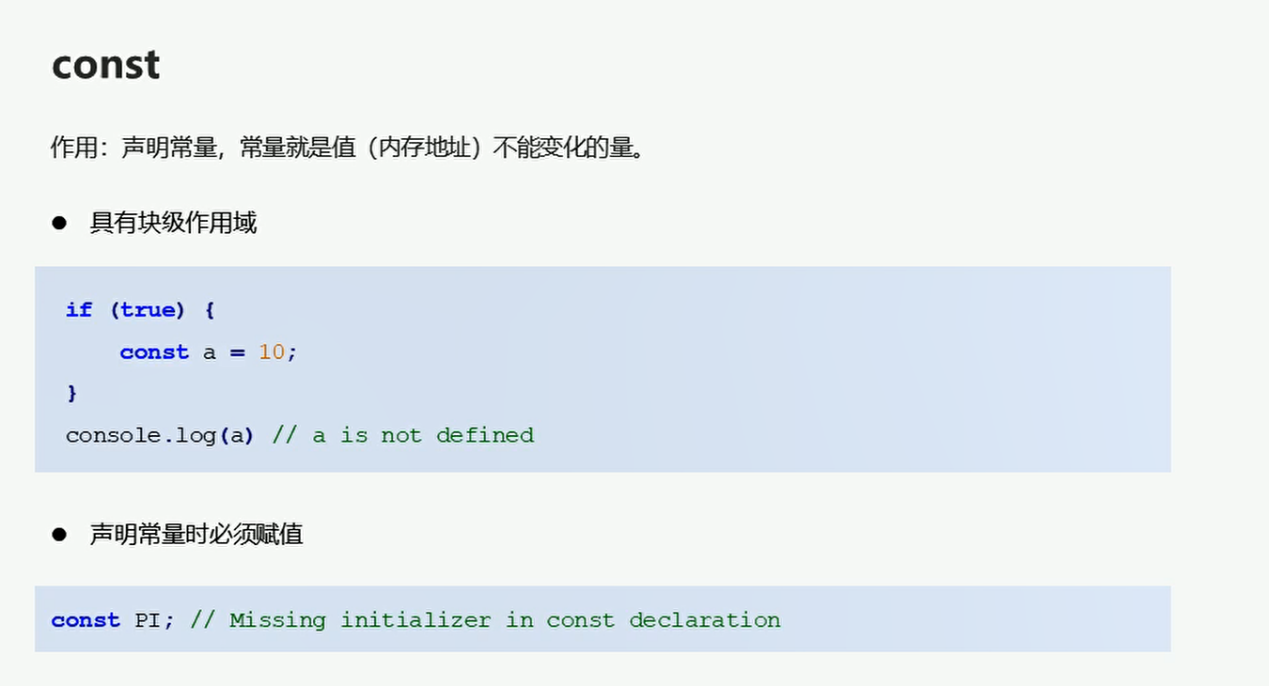 const
作用：声明常量，常量就是值（内存地址）不能变化的量。
● 具有块级作用域
if (true) {
    const a = 10;
}
console.log(a) // a is not defined
● 声明常量时必须赋值
const PI; // Missing initializer in const declaration